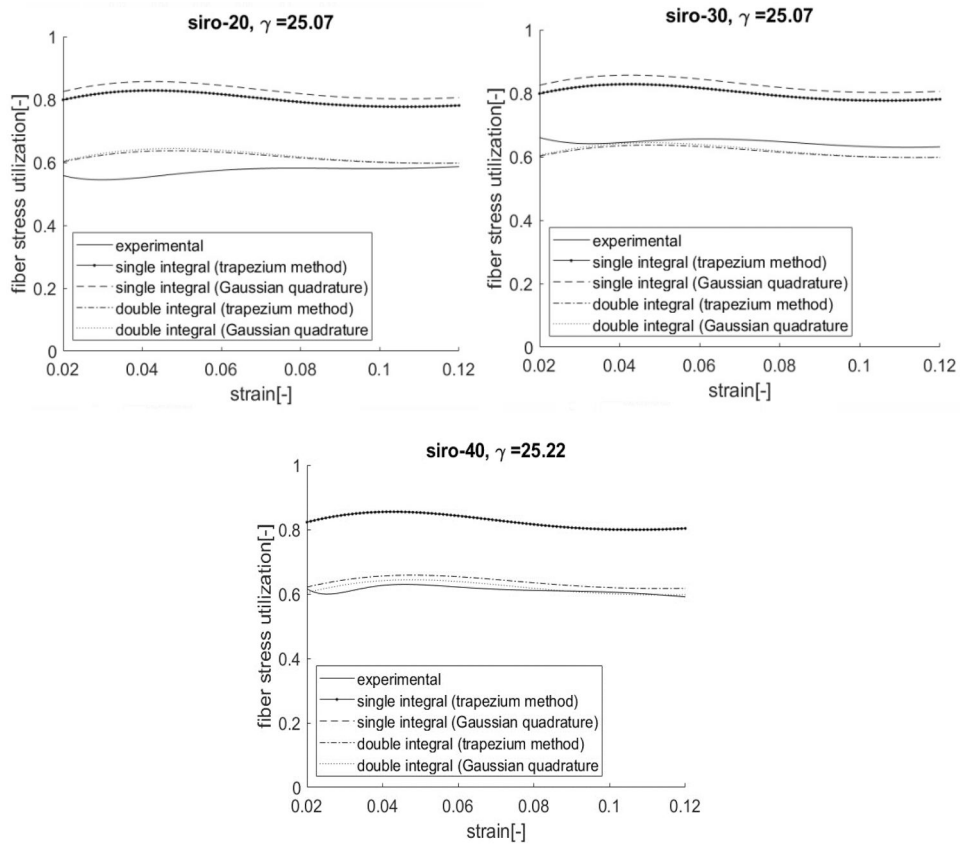 siro-20, γ =25.07
1
0.8
0.6
0.4
0.2
0
fiber stress utilization[-]
experimental
single integral (trapezium method)
single integral (Gaussian quadrature)
double integral (trapezium method)
double integral (Gaussian quadrature
0.02 0.04 0.06 0.08 0.1 0.12
strain[-]
siro-30, γ =25.07
1
0.8
0.6
0.4
0.2
0
fiber stress utilization[-]
experimental
single integral (trapezium method)
single integral (Gaussian quadrature)
double integral (trapezium method)
double integral (Gaussian quadrature
0.02 0.04 0.06 0.08 0.1 0.12
strain[-]
siro-40, γ =25.22
1
0.8
0.6
0.4
0.2
0
fiber stress utilization[-]
experimental
single integral (trapezium method)
single integral (Gaussian quadrature)
double integral (trapezium method)
double integral (Gaussian quadrature
0.02 0.04 0.06 0.08 0.1 0.12
strain[-]